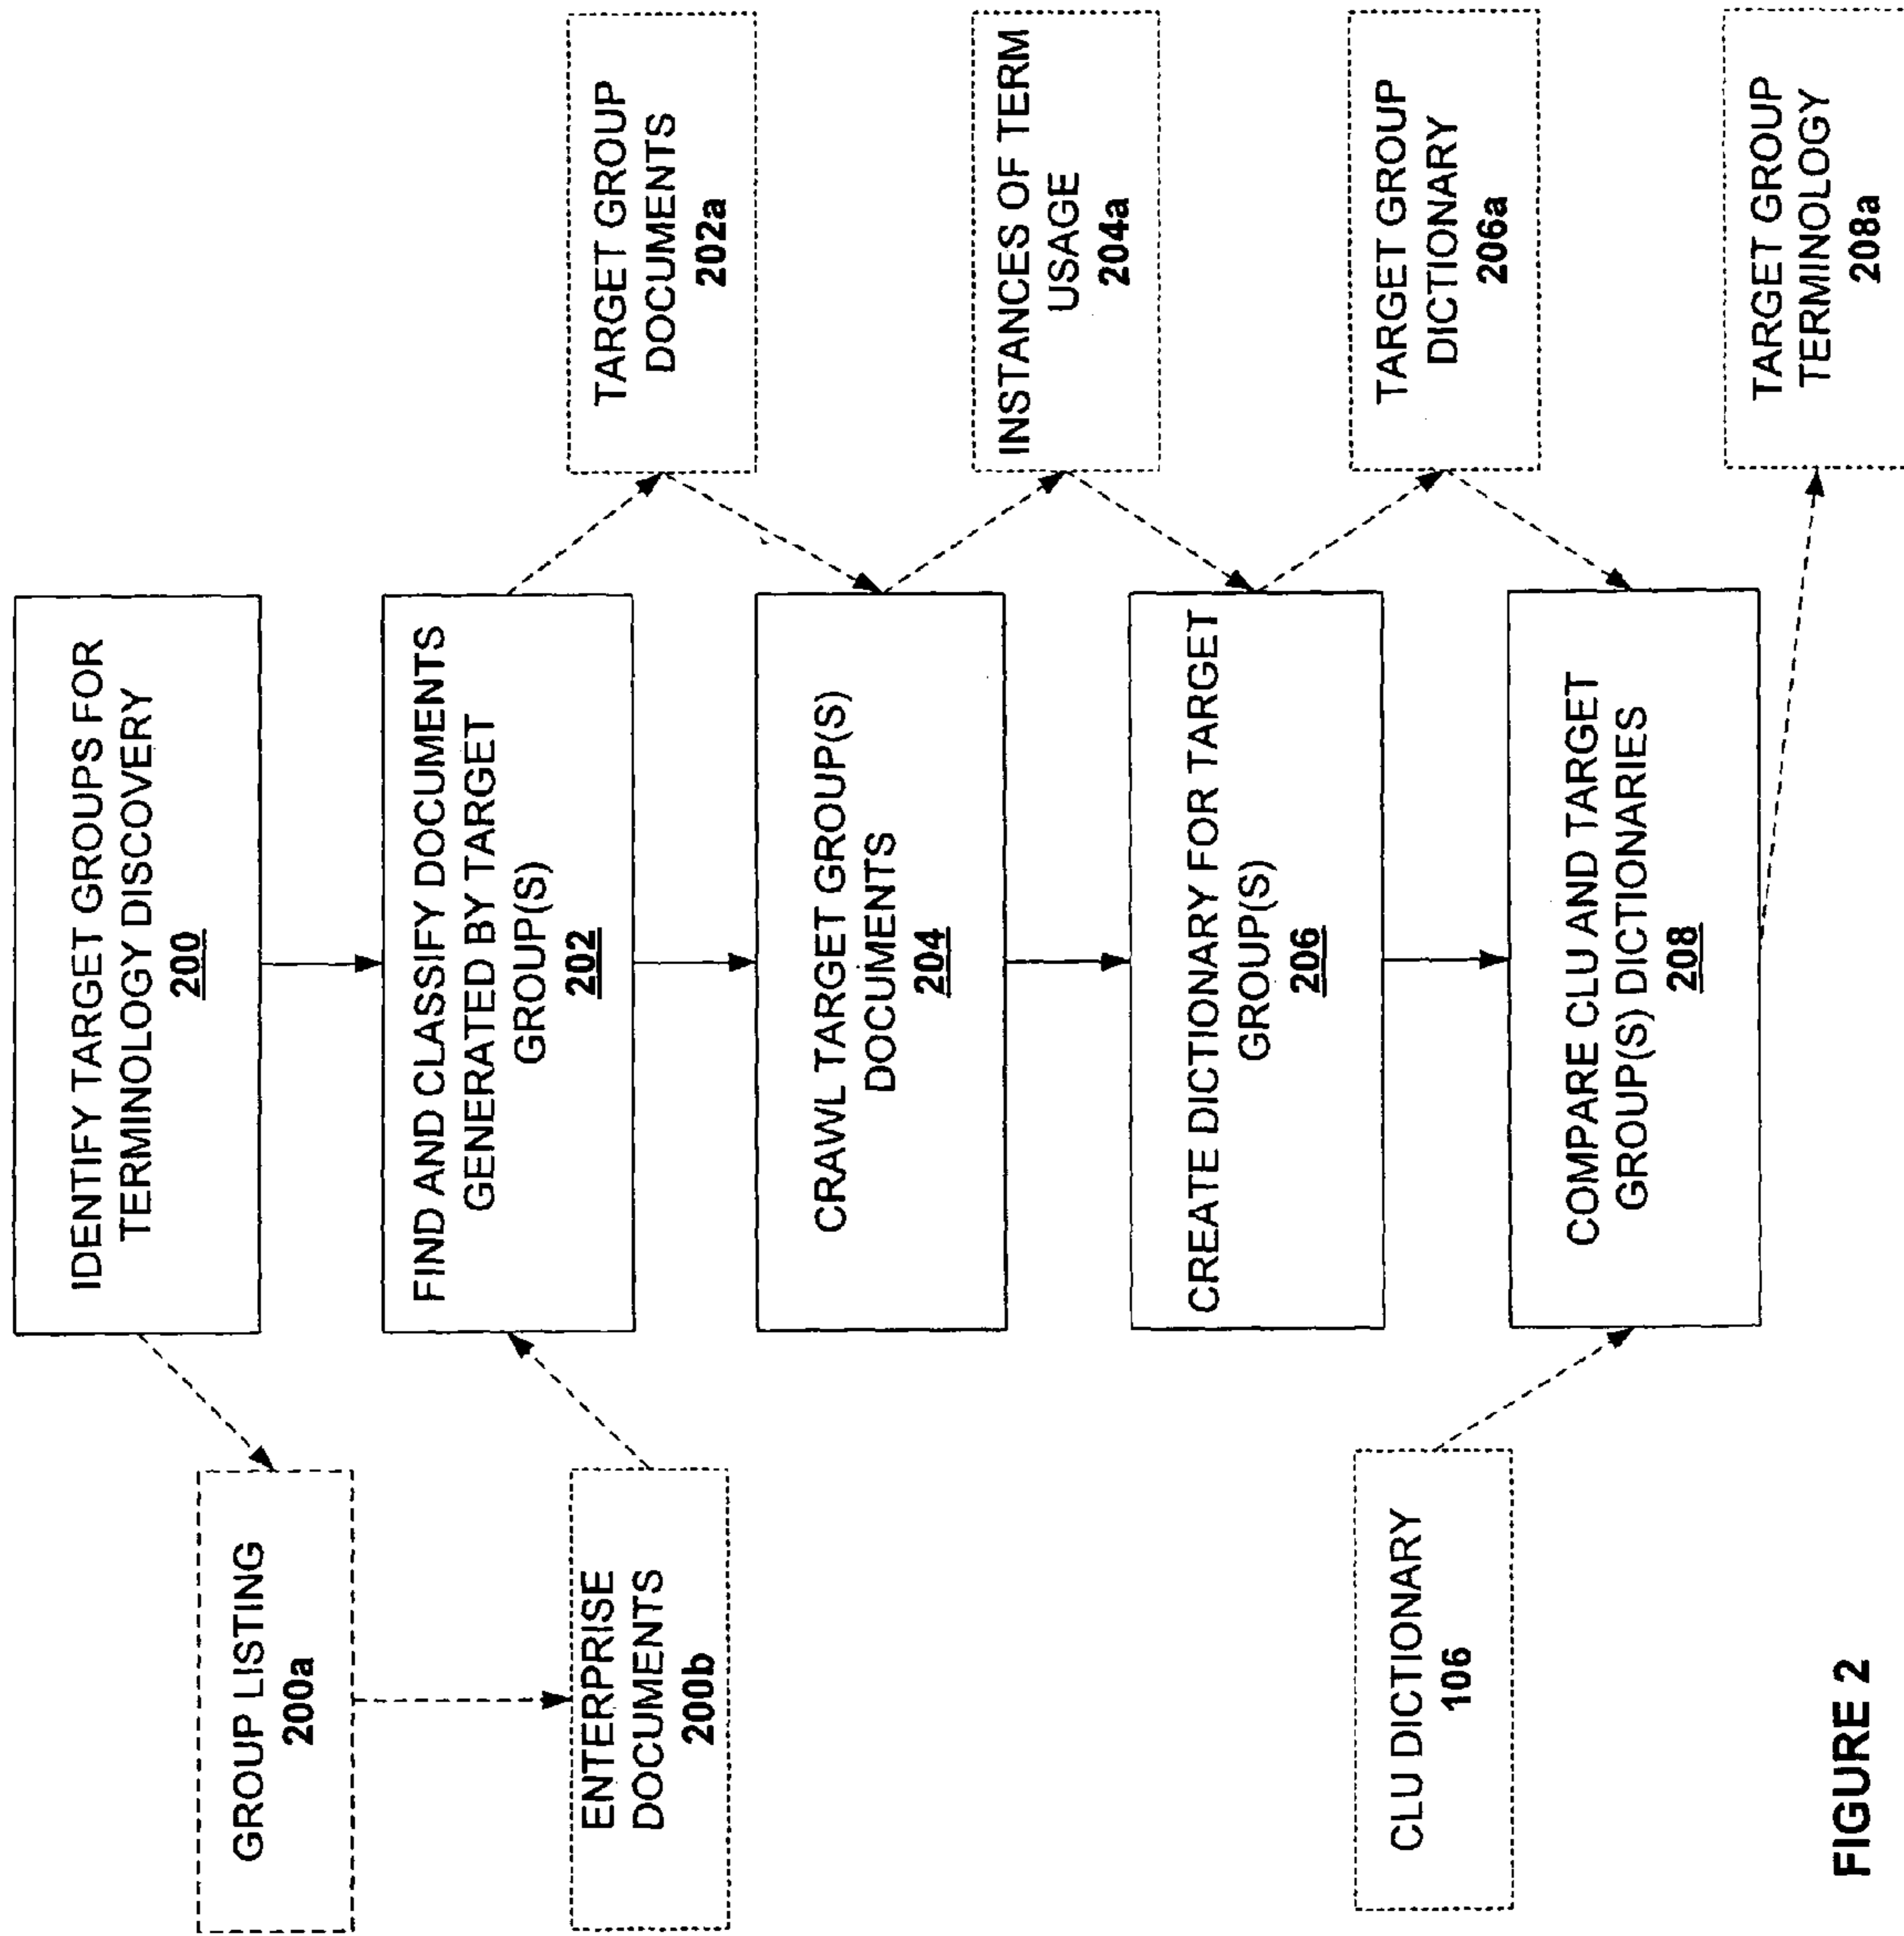 IDENTIFY TARGET GROUPS FOR
TERMINOLOGY DISCOVERY
200
GROUP LISTING
200a
FIND AND CLASSIFY DOCUMENTS
GENERATED BY TARGET
GROUP(S)
202
ENTERPRISE
DOCUMENTS
200b
TARGET GROUP
DOCUMENTS
202a
CRAWL TARGET GROUP(S)
DOCUMENTS
204
INSTANCES OF TERM
USAGE
204a
CREATE DICTIONARY FOR TARGET
GROUP(S)
206
TARGET GROUP
DICTIONARY
206a
CLU DICTIONARY
106
COMPARE CLU AND TARGET
GROUP(S) DICTIONARIES
208
TARGET GROUP
TERMINOLOGY
208a
FIGURE 2